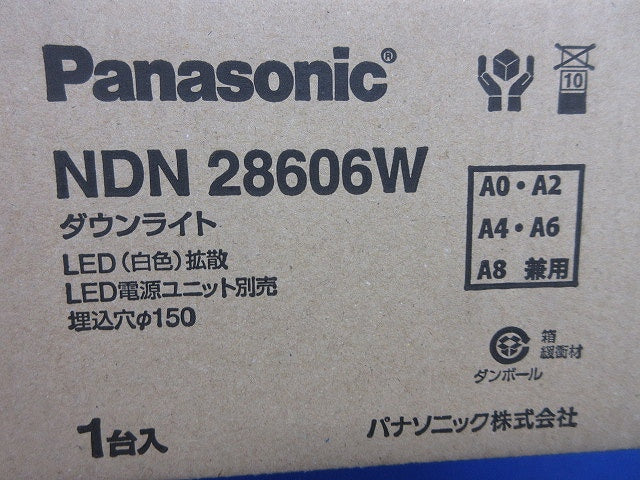 Panasonic®
10
NDN 28606W
ダウンライト
LED（白色）拡散
LED電源ユニット別売
埋込穴φ150
A0・A2
A4・A6
A8 兼用
箱
緩衝材
ダンボール
1台入
パナソニック株式会社